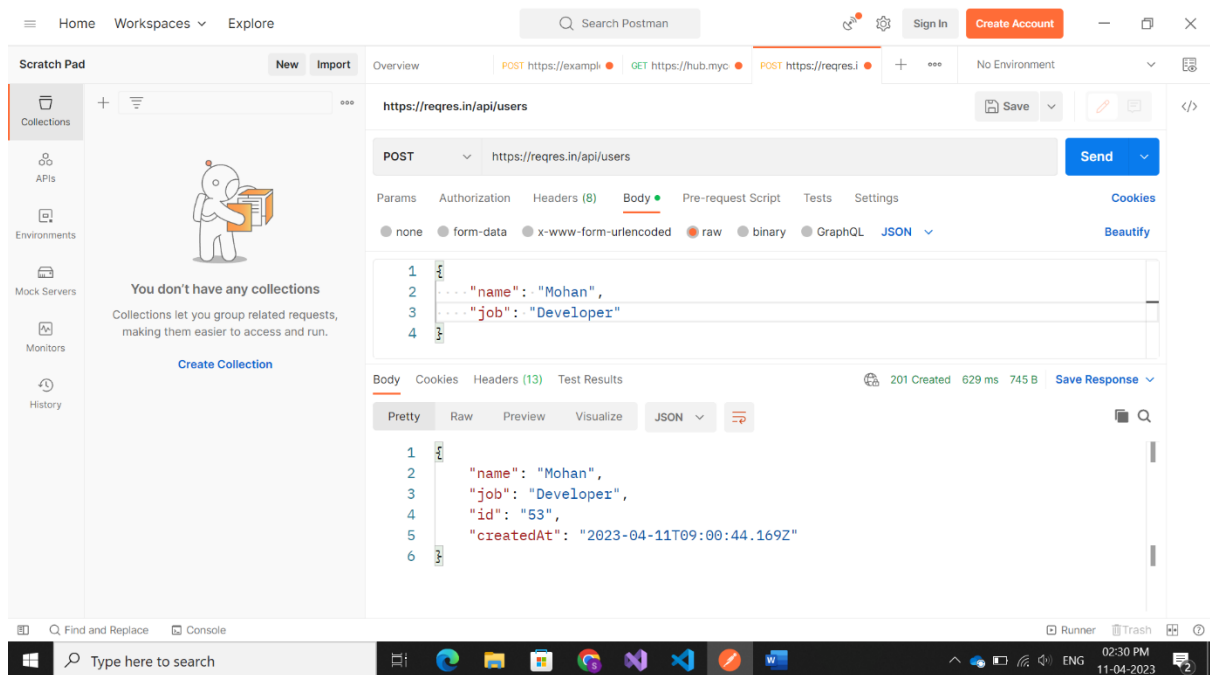 Home Workspaces Explore Search Postman Sign In Create Account
Scratch Pad New Import Overview POST https://example GET https://hub.myc POST https://reqres.i No Environment
Collections
APIs
Environments
Mock Servers
Monitors
History
You don't have any collections
Collections let you group related requests,
making them easier to access and run.
Create Collection
https://reqres.in/api/users Save </>
POST https://reqres.in/api/users Send
Params Authorization Headers (8) Body Pre-request Script Tests Settings Cookies
none form-data x-www-form-urlencoded raw binary GraphQL JSON Beautify
1 {
2 "name": "Mohan",
3 "job": "Developer"
4 }
Body Cookies Headers (13) Test Results 201 Created 629 ms 745 B Save Response
Pretty Raw Preview Visualize JSON
1 {
2 "name": "Mohan",
3 "job": "Developer",
4 "id": "53",
5 "createdAt": "2023-04-11T09:00:44.169Z"
6 }
Find and Replace Console Runner Trash
Type here to search ENG 02:30 PM
11-04-2023 2